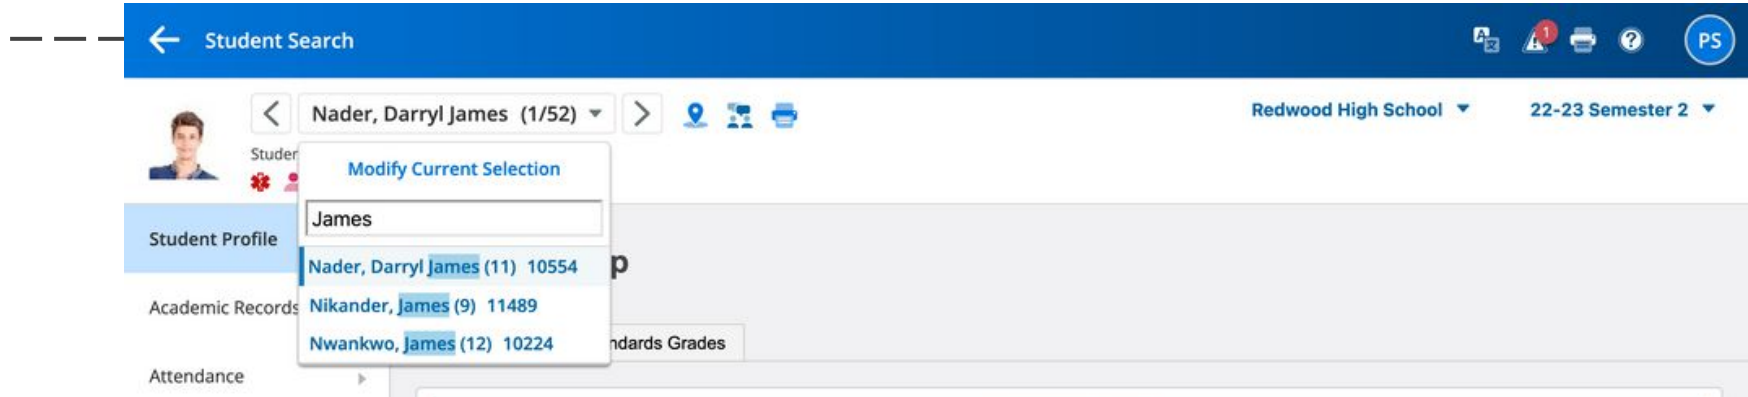 Student Search
1
PS
Nader, Darryl James (1/52)
Redwood High School
22-23 Semester 2
Modify Current Selection
James
Student Profile
Nader, Darryl James (11) 10554
Academic Records
Nikander, James (9) 11489
Nwankwo, James (12) 10224
Grades
Attendance